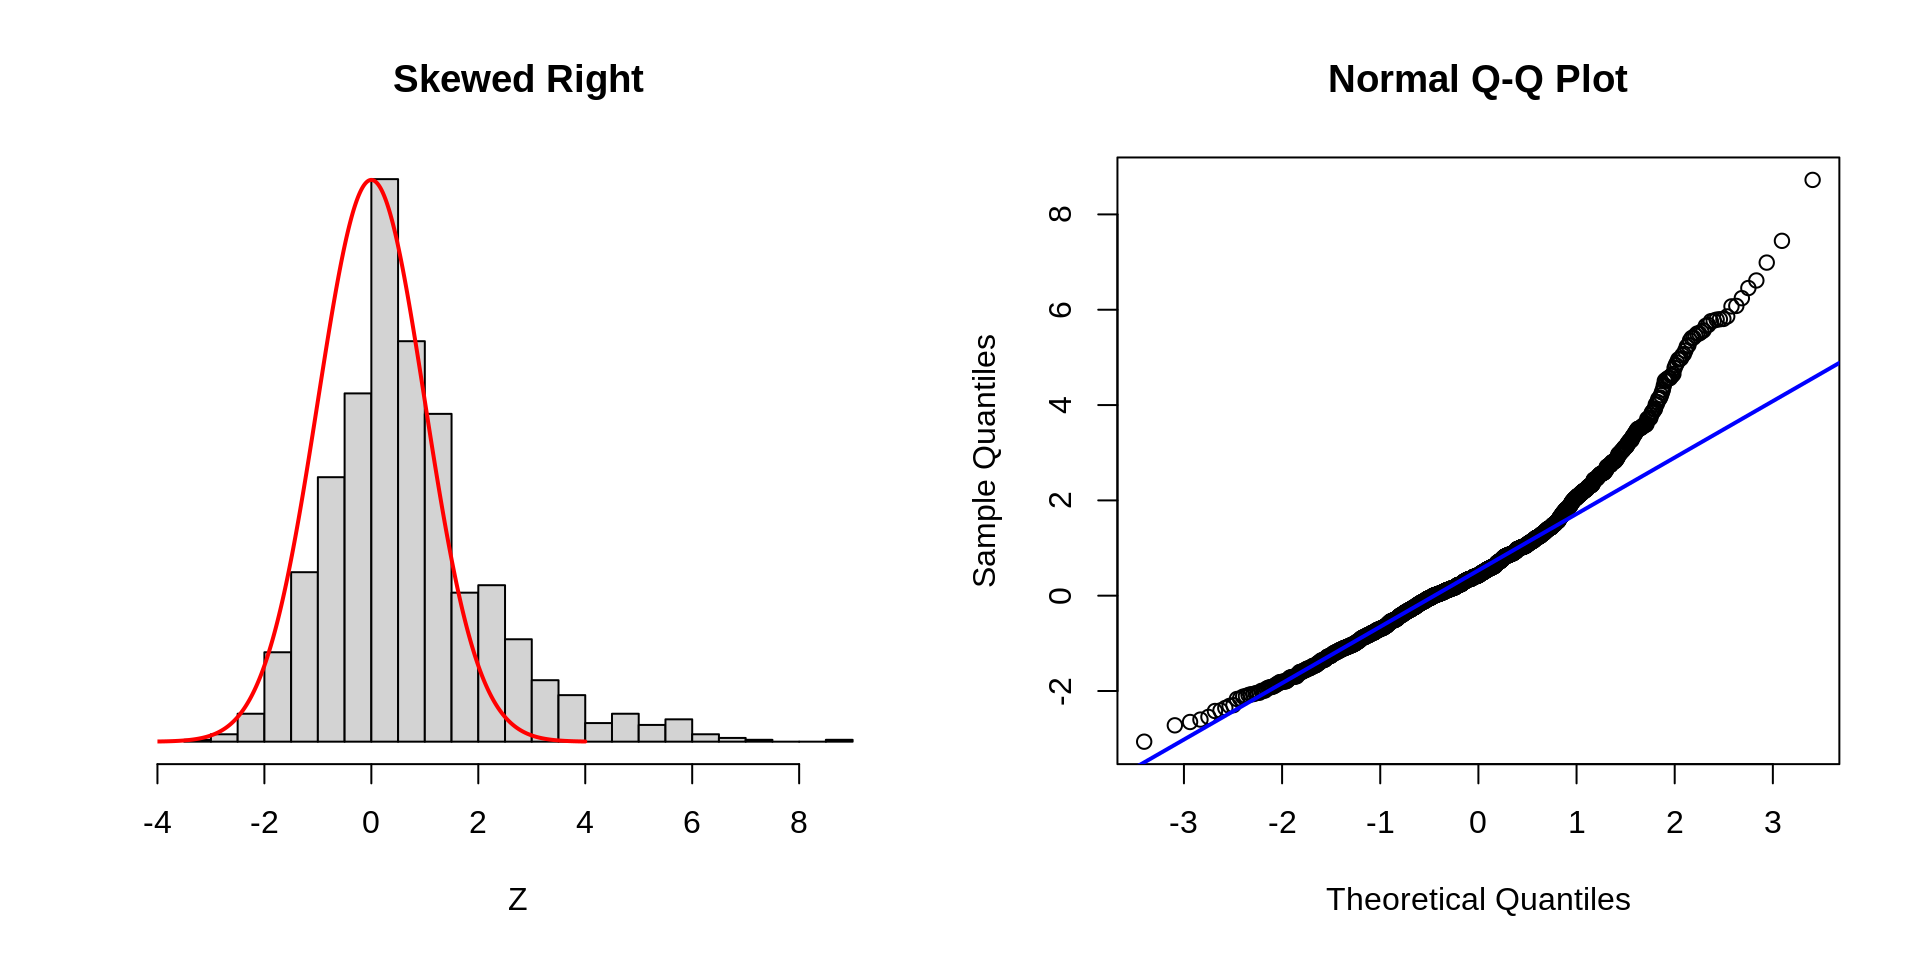 Skewed Right
-4 -2 0 2 4 6 8
Z
Normal Q-Q Plot
Sample Quantiles
-2 0 2 4 6 8
-3 -2 -1 0 1 2 3
Theoretical Quantiles